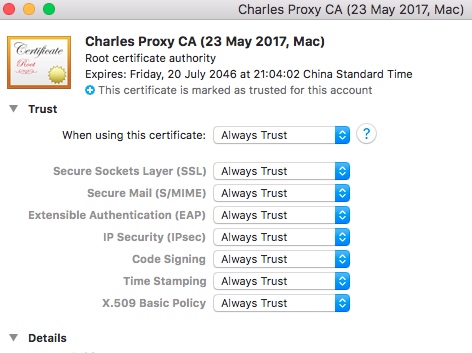 Charles Proxy CA (23 May 2017, Mac)
Certificate
Root
Charles Proxy CA (23 May 2017, Mac)
Root certificate authority
Expires: Friday, 20 July 2046 at 21:04:02 China Standard Time
This certificate is marked as trusted for this account
Trust
When using this certificate: Always Trust ?
Secure Sockets Layer (SSL) Always Trust
Secure Mail (S/MIME) Always Trust
Extensible Authentication (EAP) Always Trust
IP Security (IPsec) Always Trust
Code Signing Always Trust
Time Stamping Always Trust
X.509 Basic Policy Always Trust
Details